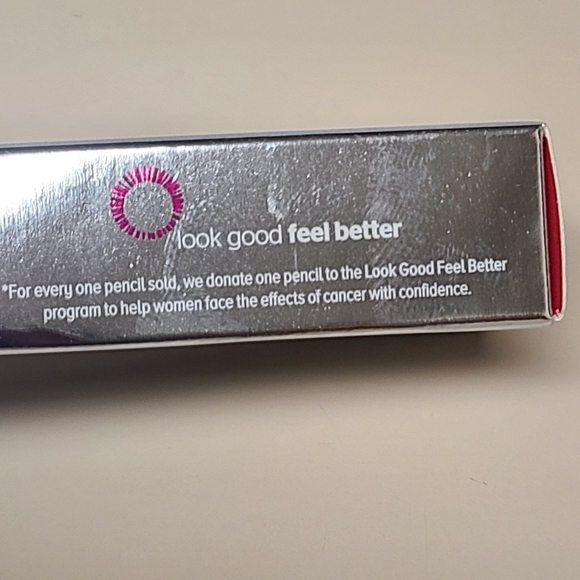 look good feel better
*For every one pencil sold, we donate one pencil to the Look Good Feel Better
program to help women face the effects of cancer with confidence.